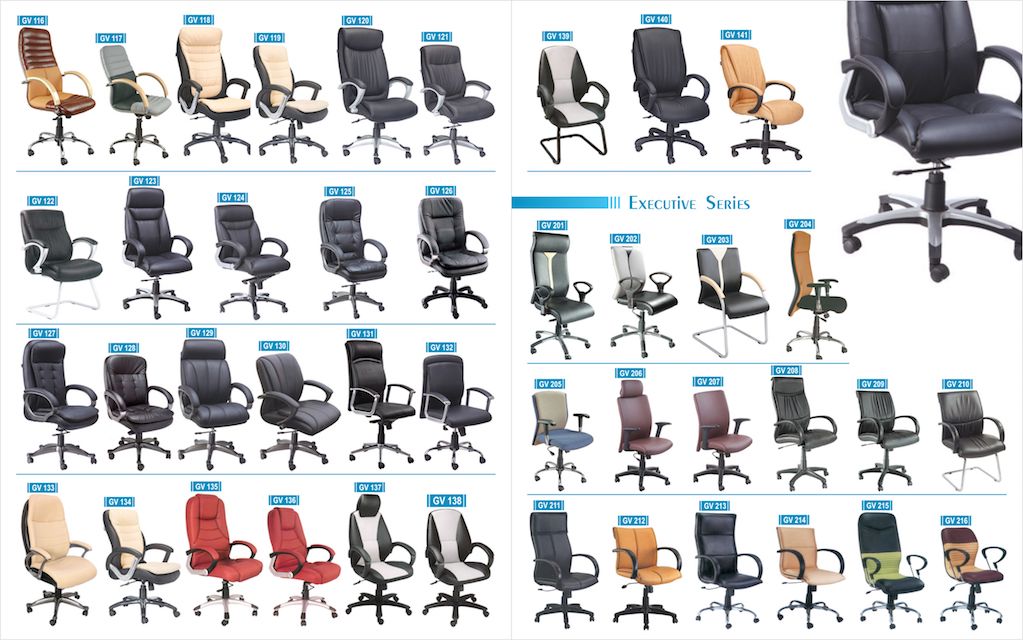 GV 116
GV 117
GV 118
GV 119
GV 120
GV 121
GV 122
GV 123
GV 124
GV 125
GV 126
GV 127
GV 128
GV 129
GV 130
GV 131
GV 132
GV 133
GV 134
GV 135
GV 136
GV 137
GV 138
GV 139
GV 140
GV 141
Executive Series
GV 201
GV 202
GV 203
GV 204
GV 205
GV 206
GV 207
GV 208
GV 209
GV 210
GV 211
GV 212
GV 213
GV 214
GV 215
GV 216